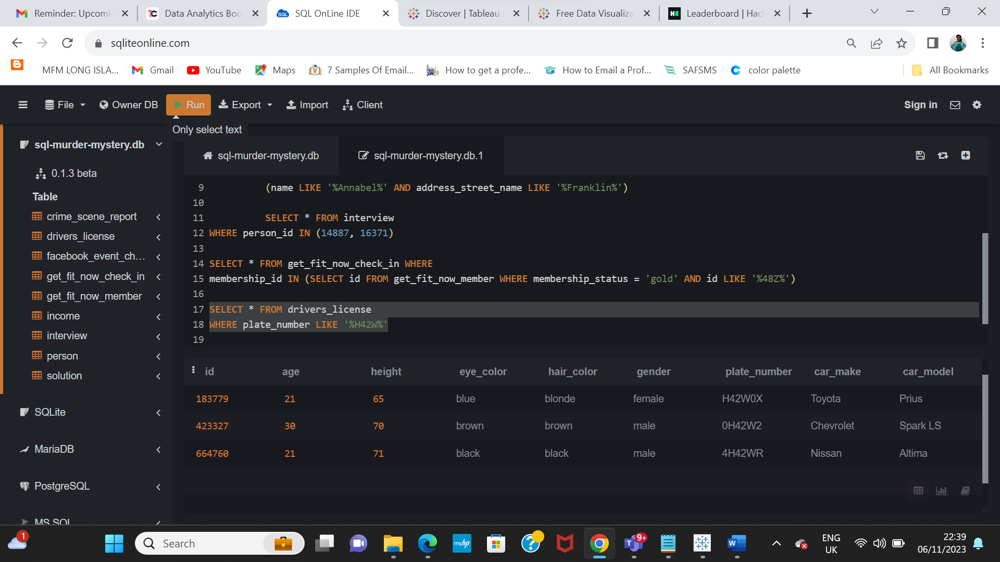 Reminder: Upcomi
Data Analytics Boo
SQL OnLine IDE
Discover | Tableau
Free Data Visualiza
Leaderboard | Hack
sqliteonline.com
MFM LONG ISLA...
Gmail
YouTube
Maps
7 Samples Of Email...
How to get a profe...
How to Email a Prof...
SAFSMS
color palette
All Bookmarks
File
Owner DB
Run
Export
Import
Client
Sign in
Only select text
sql-murder-mystery.db
0.1.3 beta
Table
crime_scene_report
drivers_license
facebook_event_ch...
get_fit_now_check_in
get_fit_now_member
income
interview
person
solution
SQLite
MariaDB
PostgreSQL
MS SQL
sql-murder-mystery.db
sql-murder-mystery.db.1
9 (name LIKE '%Annabel%' AND address_street_name LIKE '%Franklin%')
10
11 SELECT * FROM interview
12 WHERE person_id IN (14887, 16371)
13
14 SELECT * FROM get_fit_now_check_in WHERE
15 membership_id IN (SELECT id FROM get_fit_now_member WHERE membership_status = 'gold' AND id LIKE '%48Z%')
16
17 SELECT * FROM drivers_license
18 WHERE plate_number LIKE '%H42W%'
19
id age height eye_color hair_color gender plate_number car_make car_model
183779 21 65 blue blonde female H42W0X Toyota Prius
423327 30 70 brown brown male 0H42W2 Chevrolet Spark LS
664760 21 71 black black male 4H42WR Nissan Altima
1
Search
myhp
9+
ENG
UK
22:39
06/11/2023